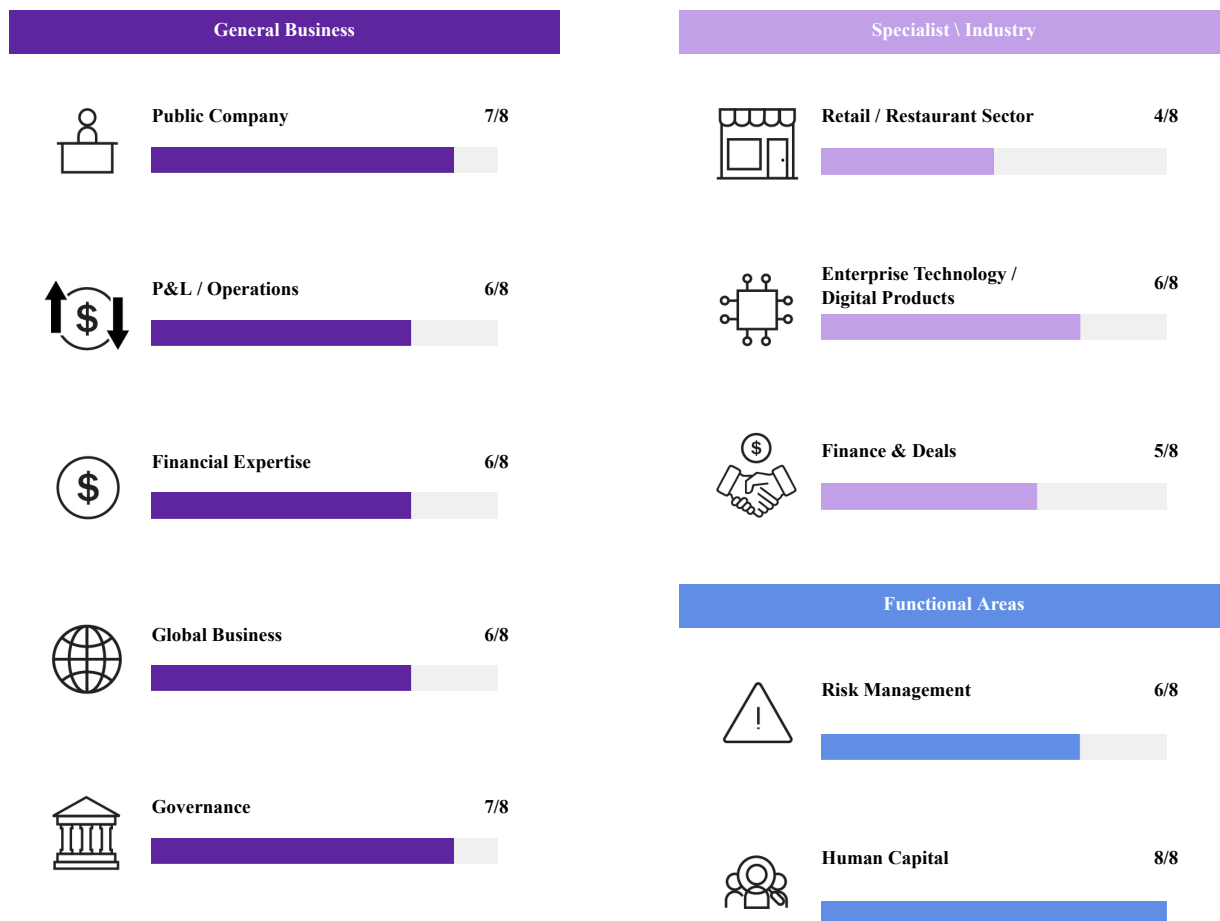 General Business
Public Company 7/8
P&L / Operations 6/8
$
Financial Expertise 6/8
$
Global Business 6/8
Governance 7/8
Specialist \ Industry
Retail / Restaurant Sector 4/8
Enterprise Technology /
Digital Products 6/8
Finance & Deals 5/8
$
Functional Areas
Risk Management 6/8
!
Human Capital 8/8